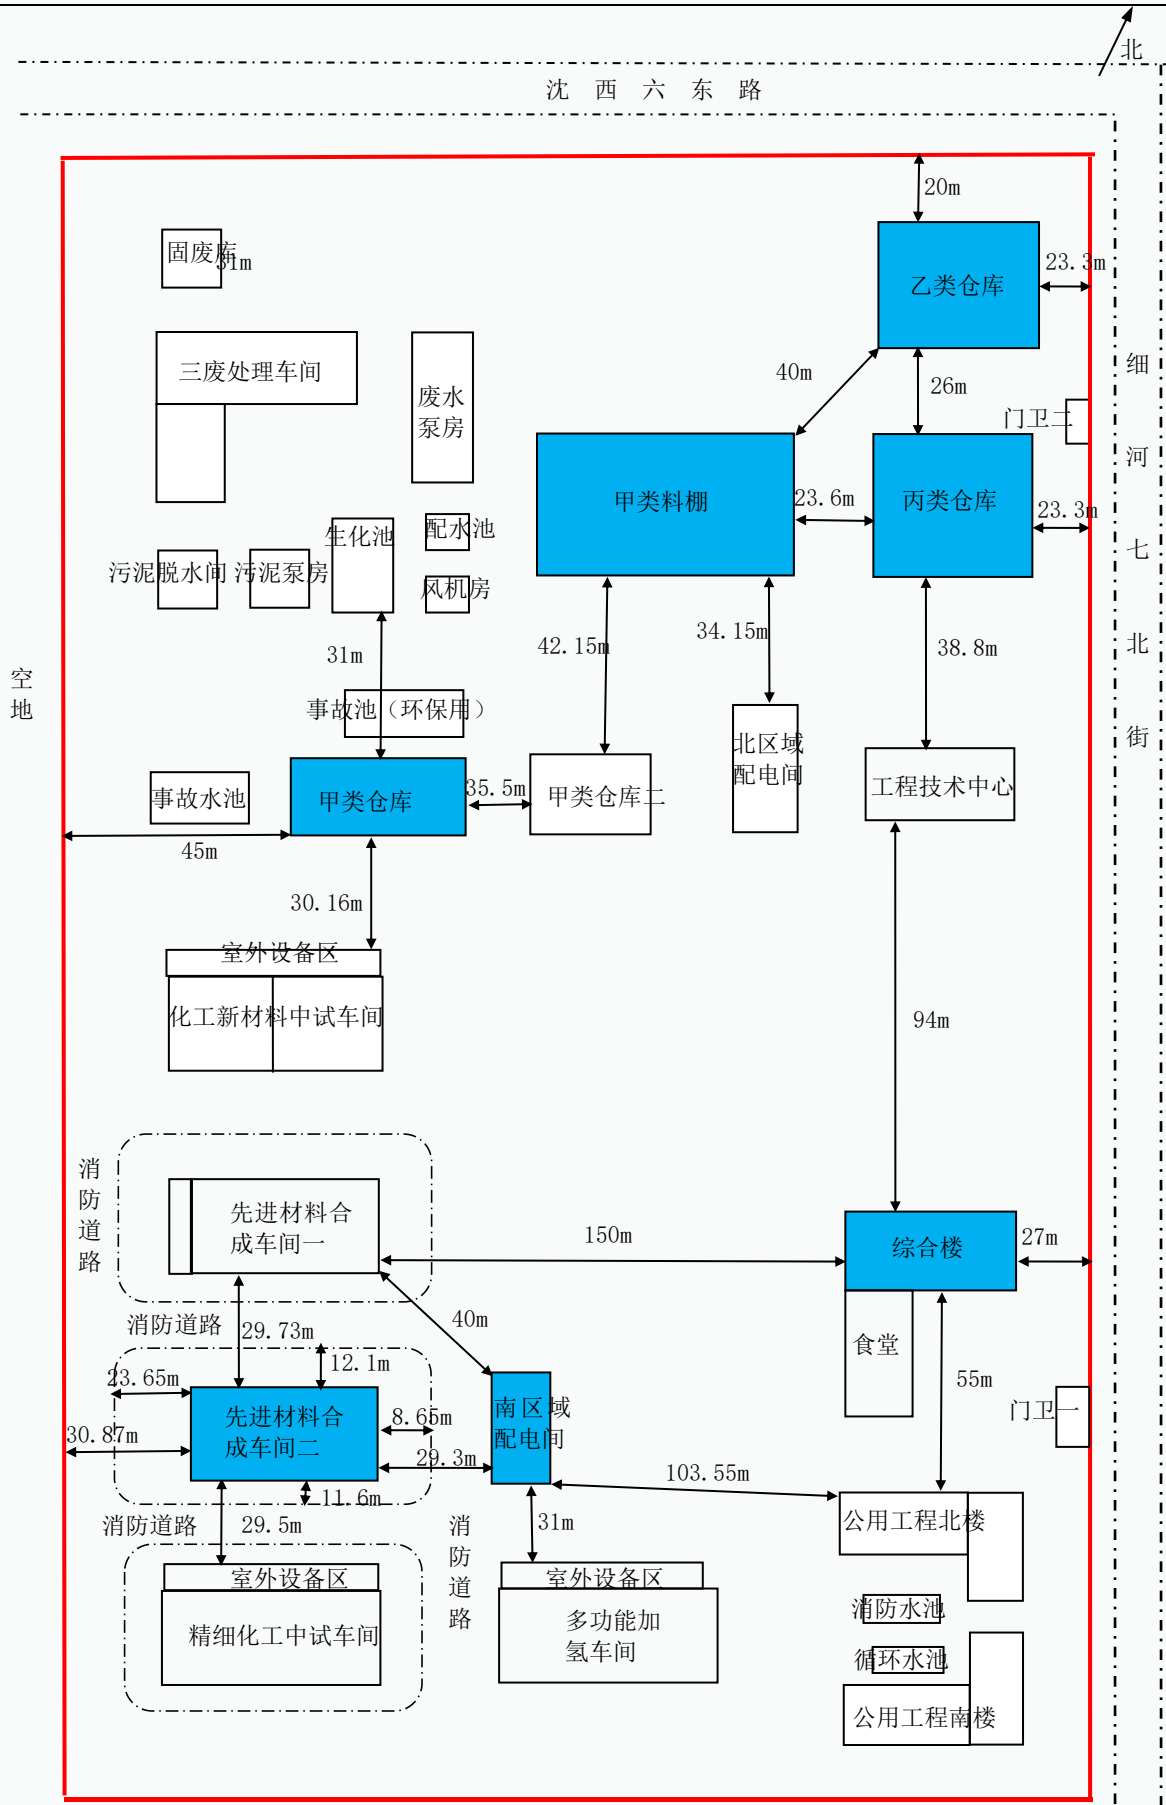 北
沈西六东路
20m
固废库
31m
乙类仓库
23.3m
三废处理车间
废水
泵房
40m
26m
门卫二
细河七北街
甲类料棚
23.6m
丙类仓库
23.3m
生化池
配水池
污泥脱水间
污泥泵房
风机房
31m
42.15m
34.15m
38.8m
空地
事故池（环保用）
北区域
配电间
事故水池
甲类仓库
35.5m
甲类仓库二
工程技术中心
45m
30.16m
室外设备区
化工新材料中试车间
94m
消防道路
先进材料合
成车间一
150m
综合楼
27m
消防道路
29.73m
40m
食堂
12.1m
23.65m
55m
先进材料合
成车间二
8.65m
南区域
配电间
门卫一
30.87m
29.3m
103.55m
11.6m
消防道路
29.5m
消防道路
31m
公用工程北楼
室外设备区
室外设备区
消防水池
精细化工中试车间
多功能加
氢车间
循环水池
公用工程南楼